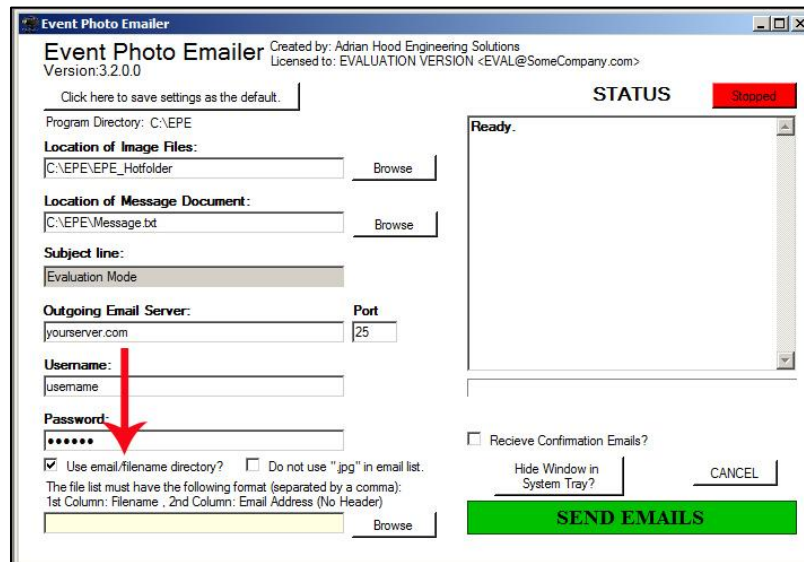 Event Photo Emailer
Event Photo Emailer
Created by: Adrian Hood Engineering Solutions
Version:3.2.0.0
Licensed to: EVALUATION VERSION <EVAL@SomeCompany.com>
Click here to save settings as the default.
STATUS
Stopped
Program Directory: C:\EPE
Ready.
Location of Image Files:
C:\EPE\EPE_Hotfolder
Browse
Location of Message Document:
C:\EPE\Message.txt
Browse
Subject line:
Evaluation Mode
Outgoing Email Server:
Port
yourserver.com
25
Username:
username
Password:
••••••
Recieve Confirmation Emails?
Use email/filename directory?
Do not use ".jpg" in email list.
The file list must have the following format (separated by a comma):
1st Column: Filename , 2nd Column: Email Address (No Header)
Browse
Hide Window in
System Tray?
CANCEL
SEND EMAILS